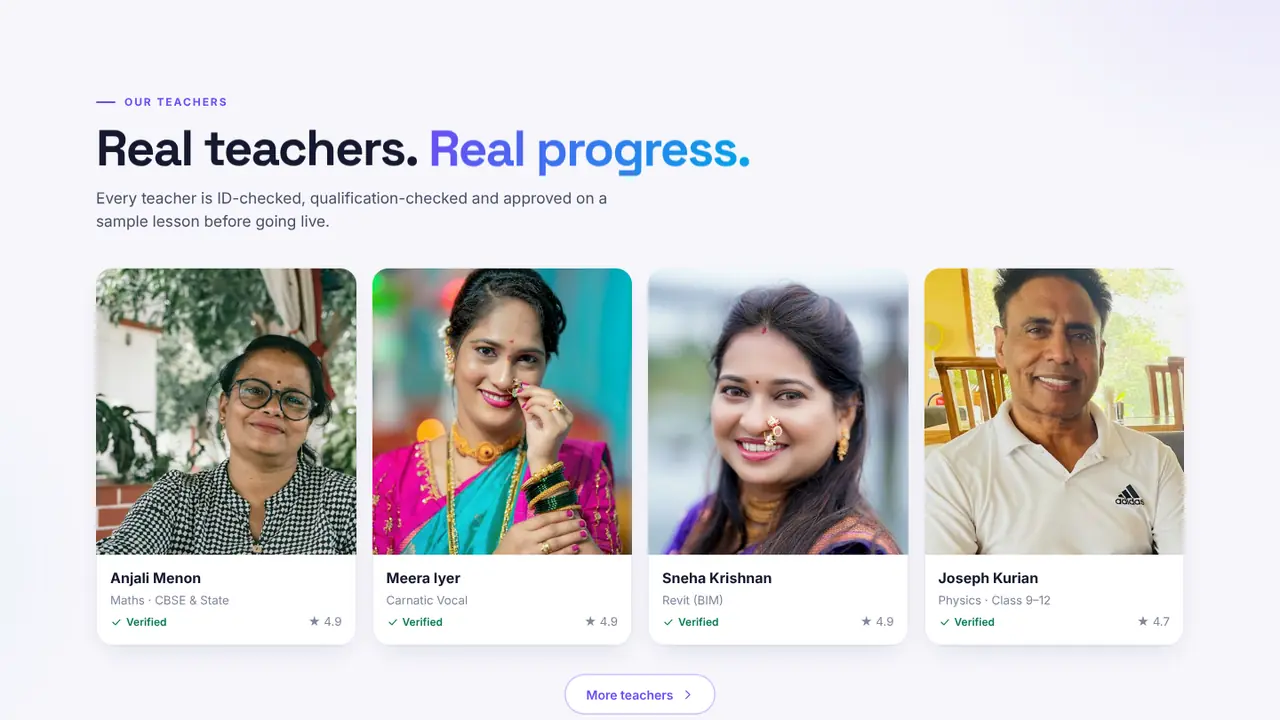 OUR TEACHERS
Real teachers. Real progress.
Every teacher is ID-checked, qualification-checked and approved on a
sample lesson before going live.
adidas
Anjali Menon
Maths · CBSE & State
✓ Verified ★ 4.9
Meera Iyer
Carnatic Vocal
✓ Verified ★ 4.9
Sneha Krishnan
Revit (BIM)
✓ Verified ★ 4.9
Joseph Kurian
Physics · Class 9–12
✓ Verified ★ 4.7
More teachers